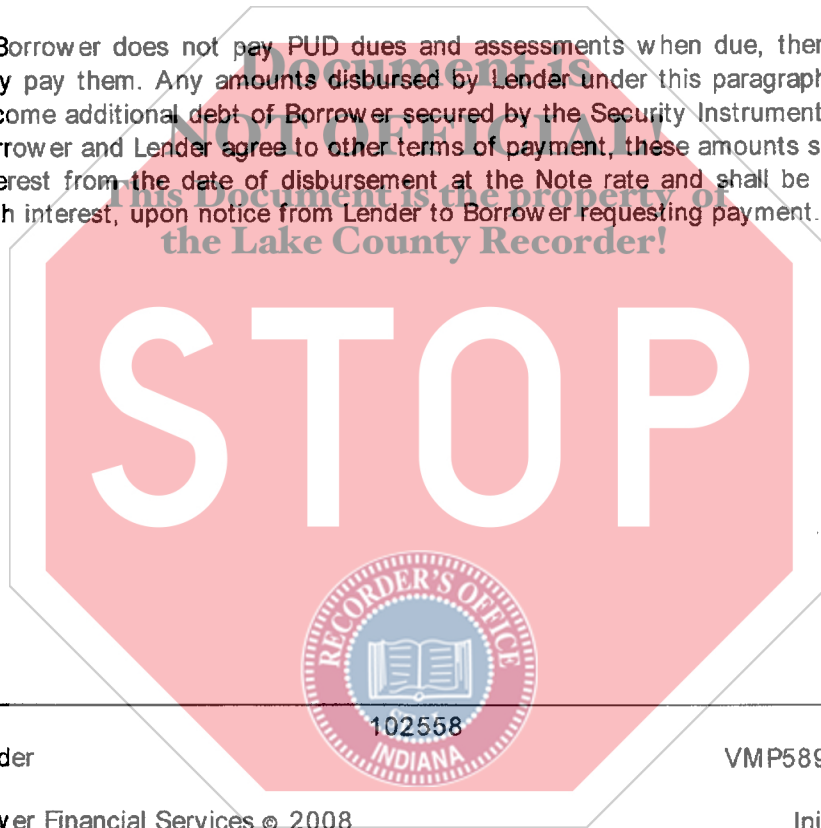 Borrower does not pay PUD dues and assessments when due, then
y pay them. Any amounts disbursed by Lender under this paragraph
come additional debt of Borrower secured by the Security Instrument
rrower and Lender agree to other terms of payment, these amounts s
erest from the date of disbursement at the Note rate and shall be
h interest, upon notice from Lender to Borrower requesting payment.
Document is
NOT OFFICIAL!
This Document is the property of
the Lake County Recorder!
STOP
RECORDER'S OFFICE
INDIANA
102558
der
VMP589
wer Financial Services © 2008
Ini